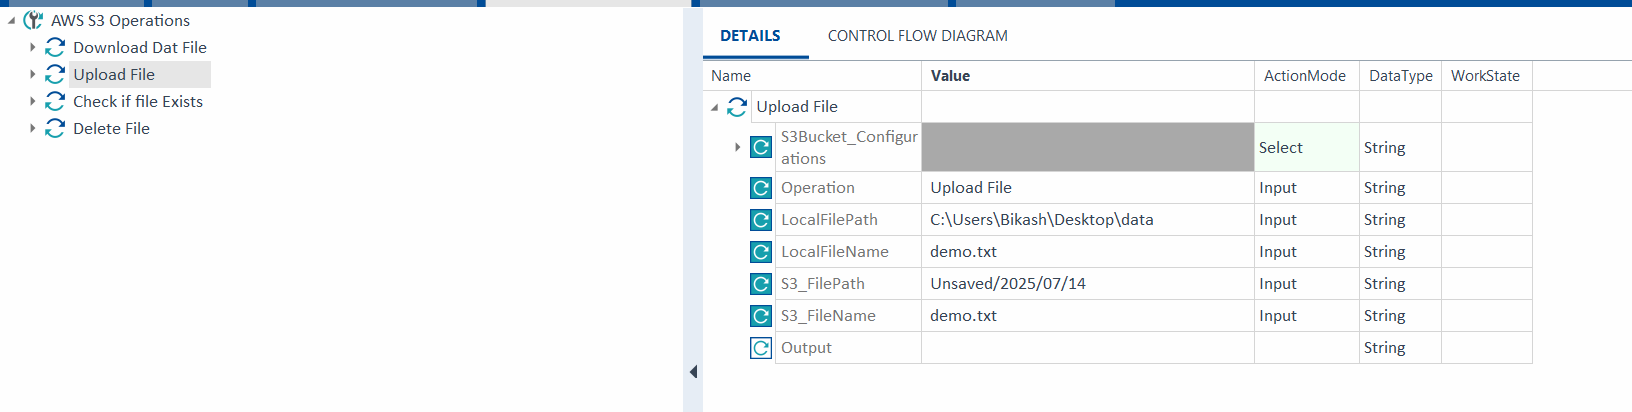 AWS S3 Operations
Download Dat File
Upload File
Check if file Exists
Delete File
DETAILS CONTROL FLOW DIAGRAM
Name Value ActionMode DataType WorkState
Upload File
S3Bucket_Configur
ations Select String
Operation Upload File Input String
LocalFilePath C:\Users\Bikash\Desktop\data Input String
LocalFileName demo.txt Input String
S3_FilePath Unsaved/2025/07/14 Input String
S3_FileName demo.txt Input String
Output String